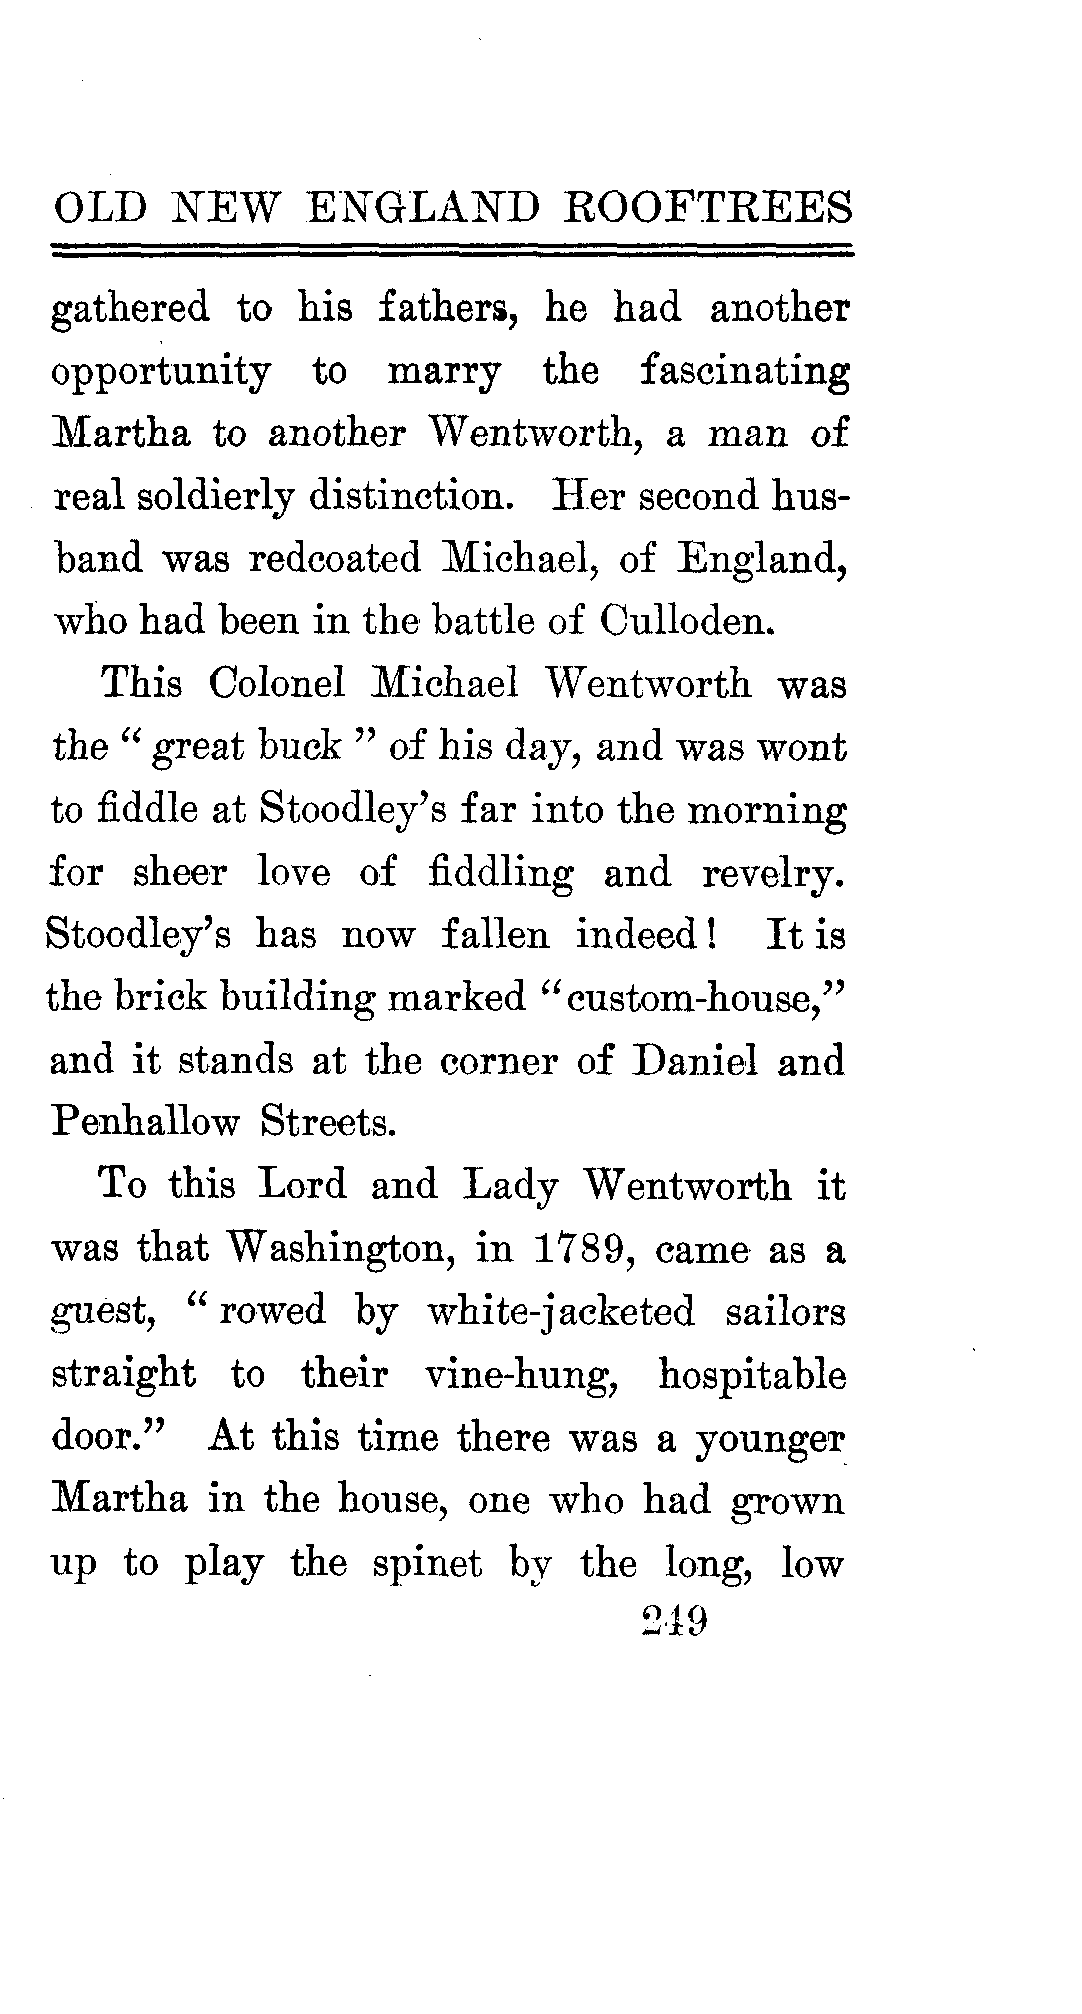 OLD NEW ENGLAND ROOFTREES
gathered to his fathers, he had another
opportunity to marry the fascinating
Martha to another Wentworth, a man of
real soldierly distinction. Her second hus-
band was redcoated Michael, of England,
who had been in the battle of Culloden.
This Colonel Michael Wentworth was
the “ great buck ” of his day, and was wont
to fiddle at Stoodley’s far into the morning
for sheer love of fiddling and revelry.
Stoodley’s has now fallen indeed! It is
the brick building marked “custom-house,”
and it stands at the corner of Daniel and
Penhallow Streets.
To this Lord and Lady Wentworth it
was that Washington, in 1789, came as a
guest, “ rowed by white-jacketed sailors
straight to their vine-hung, hospitable
door.” At this time there was a younger
Martha in the house, one who had grown
up to play the spinet by the long, low
249